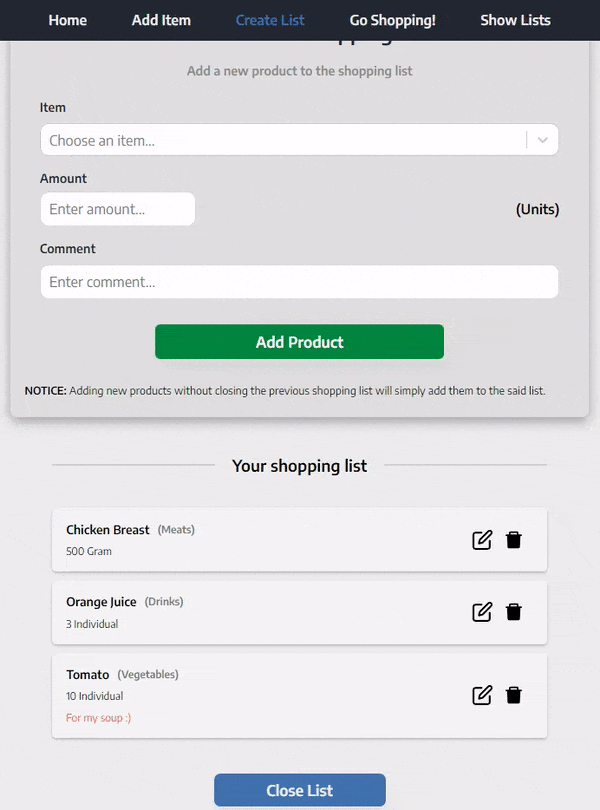 Home Add Item Create List Go Shopping! Show Lists
Add a new product to the shopping list
Item
Choose an item...
Amount
Enter amount...
(Units)
Comment
Enter comment...
Add Product
NOTICE: Adding new products without closing the previous shopping list will simply add them to the said list.
Your shopping list
Chicken Breast (Meats)
500 Gram
Orange Juice (Drinks)
3 Individual
Tomato (Vegetables)
10 Individual
For my soup :)
Close List